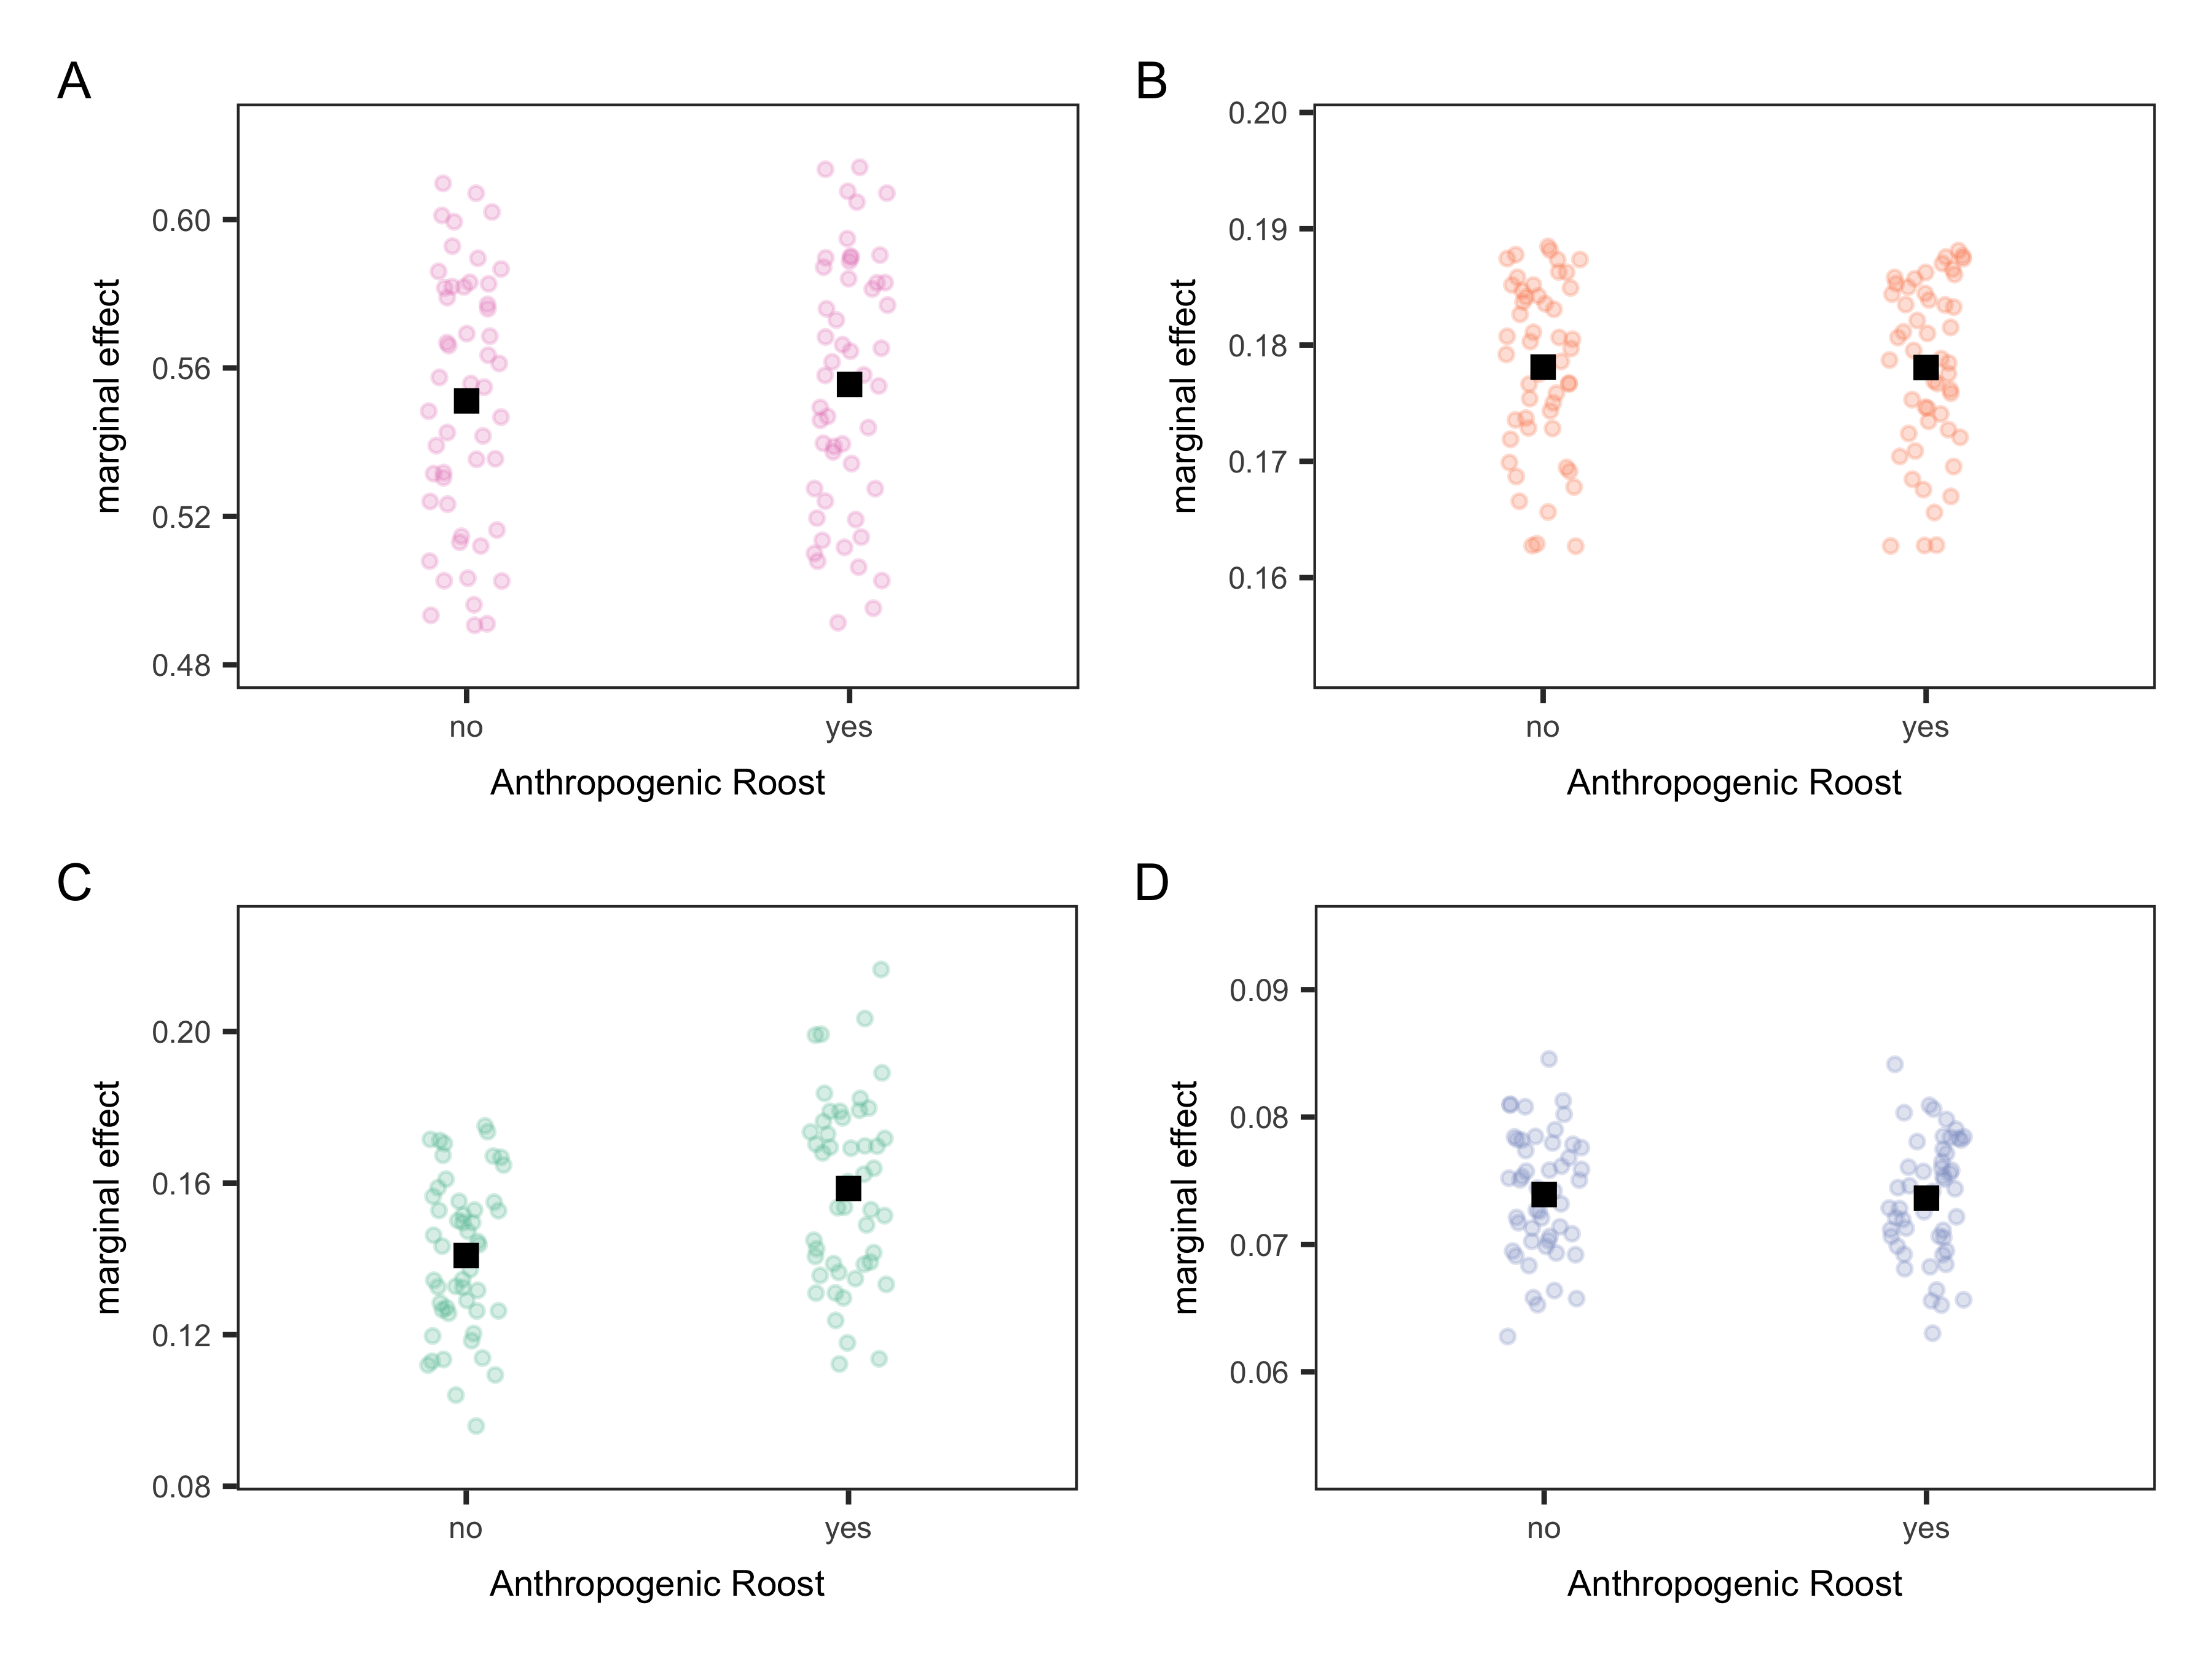 A
marginal effect
0.60
0.56
0.52
0.48
no yes
Anthropogenic Roost
B
marginal effect
0.20
0.19
0.18
0.17
0.16
no yes
Anthropogenic Roost
C
marginal effect
0.20
0.16
0.12
0.08
no yes
Anthropogenic Roost
D
marginal effect
0.09
0.08
0.07
0.06
no yes
Anthropogenic Roost